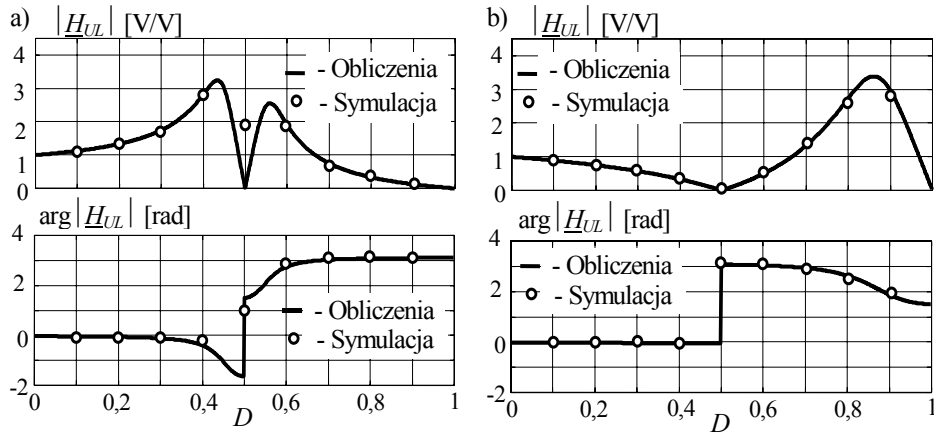 a)
|H_UL| [V/V]
4
3
2
1
0
- Obliczenia
- Symulacja
arg|H_UL| [rad]
4
2
0
-2
- Obliczenia
- Symulacja
0 0,2 0,4 0,6 0,8 1
D
b)
|H_UL| [V/V]
4
3
2
1
0
- Obliczenia
- Symulacja
arg|H_UL| [rad]
4
2
0
-2
- Obliczenia
- Symulacja
0 0,2 0,4 0,6 0,8 1
D